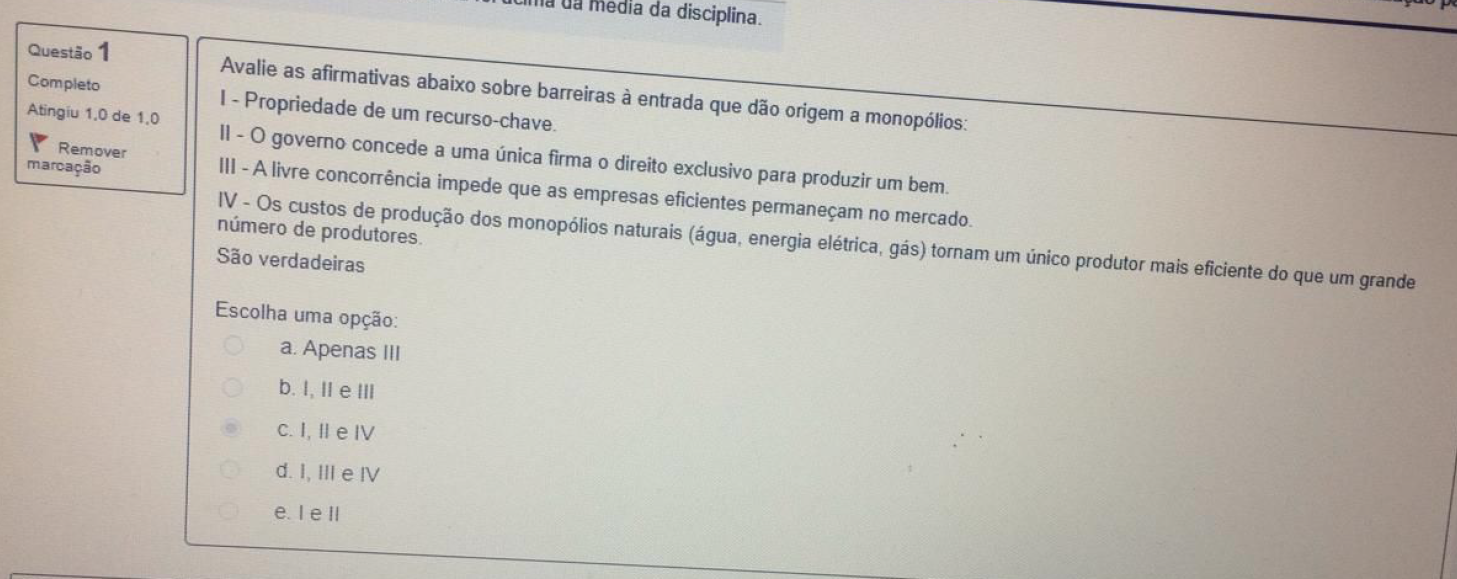 da média da disciplina.
Questão 1
Completo
Atingiu 1,0 de 1,0
Remover
marcação
Avalie as afirmativas abaixo sobre barreiras à entrada que dão origem a monopólios:
I - Propriedade de um recurso-chave.
II - O governo concede a uma única firma o direito exclusivo para produzir um bem.
III - A livre concorrência impede que as empresas eficientes permaneçam no mercado.
IV - Os custos de produção dos monopólios naturais (água, energia elétrica, gás) tornam um único produtor mais eficiente do que um grande
número de produtores.
São verdadeiras
Escolha uma opção:
a. Apenas III
b. I, II e III
c. I, II e IV
d. I, III e IV
e. I e II